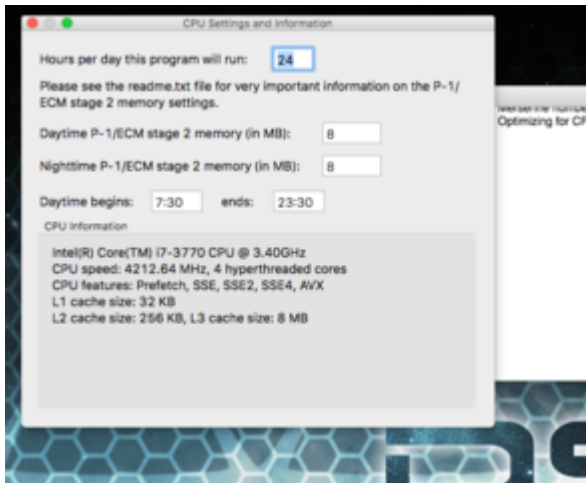 CPU Settings and Information
Hours per day this program will run: 24
Please see the readme.txt file for very important information on the P-1/
ECM stage 2 memory settings.
Daytime P-1/ECM stage 2 memory (in MB): 8
Nighttime P-1/ECM stage 2 memory (in MB): 8
Daytime begins: 7:30 ends: 23:30
CPU Information
Intel(R) Core(TM) i7-3770 CPU @ 3.40GHz
CPU speed: 4212.64 MHz, 4 hyperthreaded cores
CPU features: Prefetch, SSE, SSE2, SSE4, AVX
L1 cache size: 32 KB
L2 cache size: 256 KB, L3 cache size: 8 MB
Mersenne numbe
Optimizing for CP